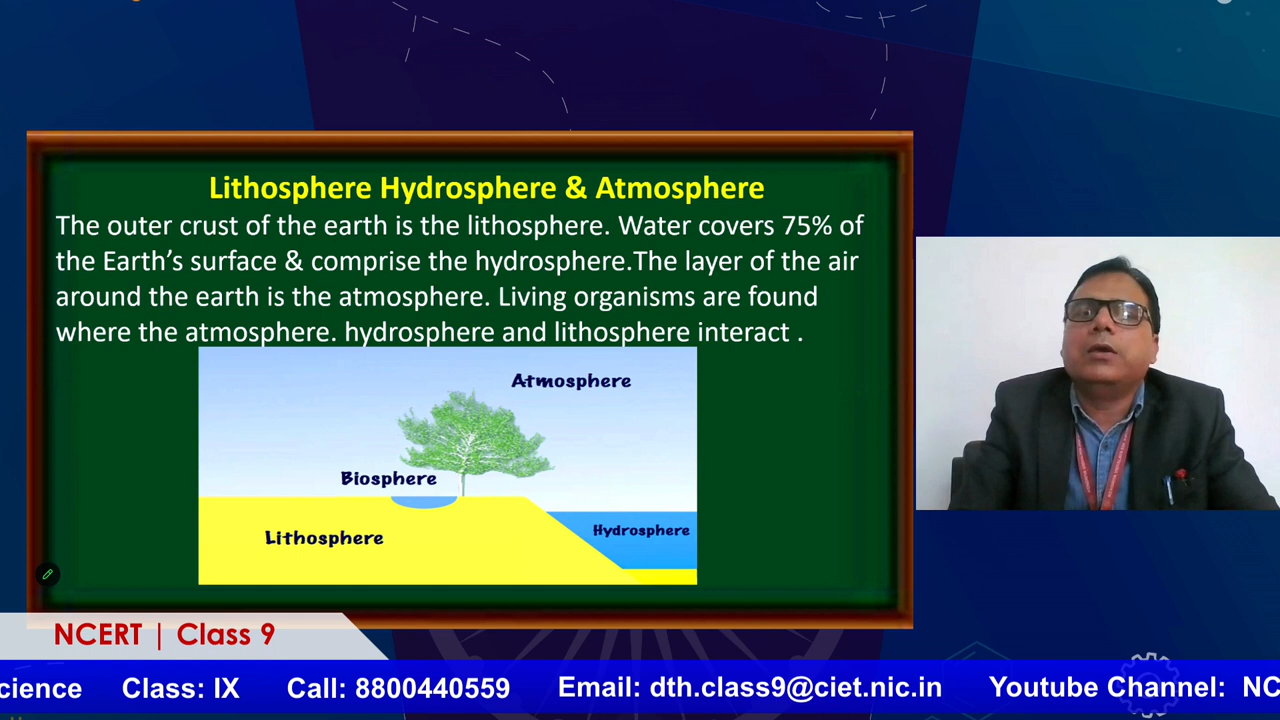 Lithosphere Hydrosphere & Atmosphere
The outer crust of the earth is the lithosphere. Water covers 75% of
the Earth’s surface & comprise the hydrosphere.The layer of the air
around the earth is the atmosphere. Living organisms are found
where the atmosphere. hydrosphere and lithosphere interact .
Atmosphere
Biosphere
Hydrosphere
Lithosphere
NCERT | Class 9
cience Class: IX Call: 8800440559 Email: dth.class9@ciet.nic.in Youtube Channel: NC